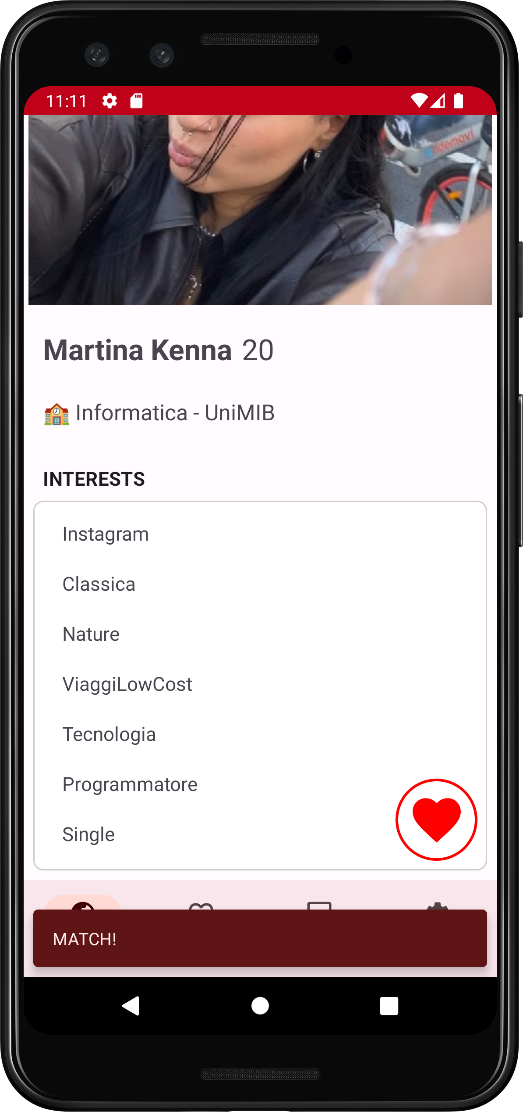 11:11
Martina Kenna 20
🏫 Informatica - UniMIB
INTERESTS
Instagram
Classica
Nature
ViaggiLowCost
Tecnologia
Programmatore
Single
MATCH!